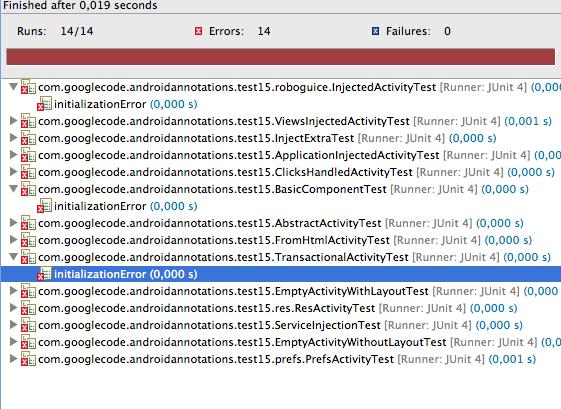 Finished after 0,019 seconds
Runs: 14/14 Errors: 14 Failures: 0
com.googlecode.androidannotations.test15.roboguice.InjectedActivityTest [Runner: JUnit 4] (0,00
initializationError (0,000 s)
com.googlecode.androidannotations.test15.ViewsInjectedActivityTest [Runner: JUnit 4] (0,001 s)
com.googlecode.androidannotations.test15.InjectExtraTest [Runner: JUnit 4] (0,000 s)
com.googlecode.androidannotations.test15.ApplicationInjectedActivityTest [Runner: JUnit 4] (0,0
com.googlecode.androidannotations.test15.ClicksHandledActivityTest [Runner: JUnit 4] (0,000 s)
com.googlecode.androidannotations.test15.BasicComponentTest [Runner: JUnit 4] (0,000 s)
initializationError (0,000 s)
com.googlecode.androidannotations.test15.AbstractActivityTest [Runner: JUnit 4] (0,000 s)
com.googlecode.androidannotations.test15.FromHtmlActivityTest [Runner: JUnit 4] (0,000 s)
com.googlecode.androidannotations.test15.TransactionalActivityTest [Runner: JUnit 4] (0,000 s)
initializationError (0,000 s)
com.googlecode.androidannotations.test15.EmptyActivityWithLayoutTest [Runner: JUnit 4] (0,000
com.googlecode.androidannotations.test15.res.ResActivityTest [Runner: JUnit 4] (0,000 s)
com.googlecode.androidannotations.test15.ServiceInjectionTest [Runner: JUnit 4] (0,000 s)
com.googlecode.androidannotations.test15.EmptyActivityWithoutLayoutTest [Runner: JUnit 4] (0,0
com.googlecode.androidannotations.test15.prefs.PrefsActivityTest [Runner: JUnit 4] (0,001 s)